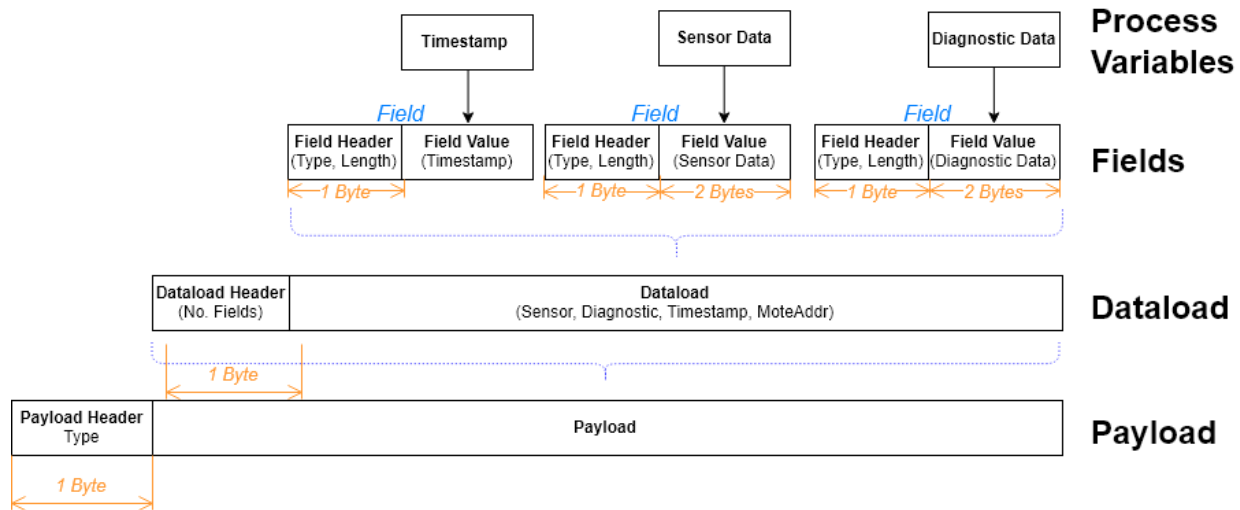 Timestamp
Sensor Data
Diagnostic Data
Process
Variables
Field
Field
Field
Field Header
(Type, Length)
Field Value
(Timestamp)
Field Header
(Type, Length)
Field Value
(Sensor Data)
Field Header
(Type, Length)
Field Value
(Diagnostic Data)
Fields
1 Byte
1 Byte
2 Bytes
1 Byte
2 Bytes
Dataload Header
(No. Fields)
Dataload
(Sensor, Diagnostic, Timestamp, MoteAddr)
Dataload
1 Byte
Payload Header
Type
Payload
Payload
1 Byte